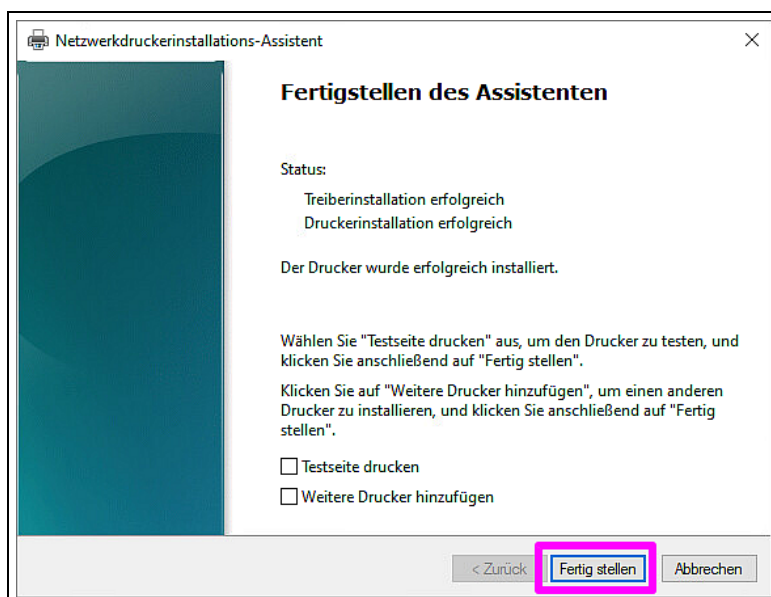 Netzwerkdruckerinstallations-Assistent
Fertigstellen des Assistenten
Status:
Treiberinstallation erfolgreich
Druckerinstallation erfolgreich
Der Drucker wurde erfolgreich installiert.
Wählen Sie "Testseite drucken" aus, um den Drucker zu testen, und
klicken Sie anschließend auf "Fertig stellen".
Klicken Sie auf "Weitere Drucker hinzufügen", um einen anderen
Drucker zu installieren, und klicken Sie anschließend auf "Fertig
stellen".
Testseite drucken
Weitere Drucker hinzufügen
< Zurück Fertig stellen Abbrechen